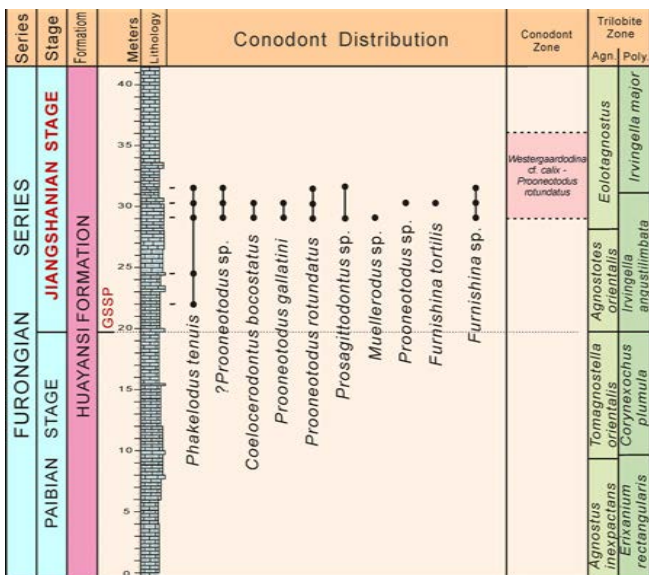 Series
Stage
Formation
Meters
Lithology
Conodont Distribution
Conodont
Zone
Trilobite
Zone
Agn.
Poly.
FURONGIAN SERIES
JIANGSHANIAN STAGE
PAIBIAN STAGE
HUAYANSI FORMATION
GSSP
40
35
30
25
20
15
10
5
0
Phakelodus tenuis
?Prooneotodus sp.
Coelocerodontus bocostatus
Prooneotodus gallatini
Prooneotodus rotundatus
Prosagittodontus sp.
Muellerodus sp.
Prooneotodus sp.
Furnishina tortilis
Furnishina sp.
Westergaardodina
cf. calix -
Prooneotodus
rotundatus
Eolotagnostus
Agnostotes
orientalis
Tomagnostella
orientalis
Agnostus
inexpactans
Irvingella major
Irvingella
angustilimbata
Corynexochus
plumula
Erixanium
rectangularis